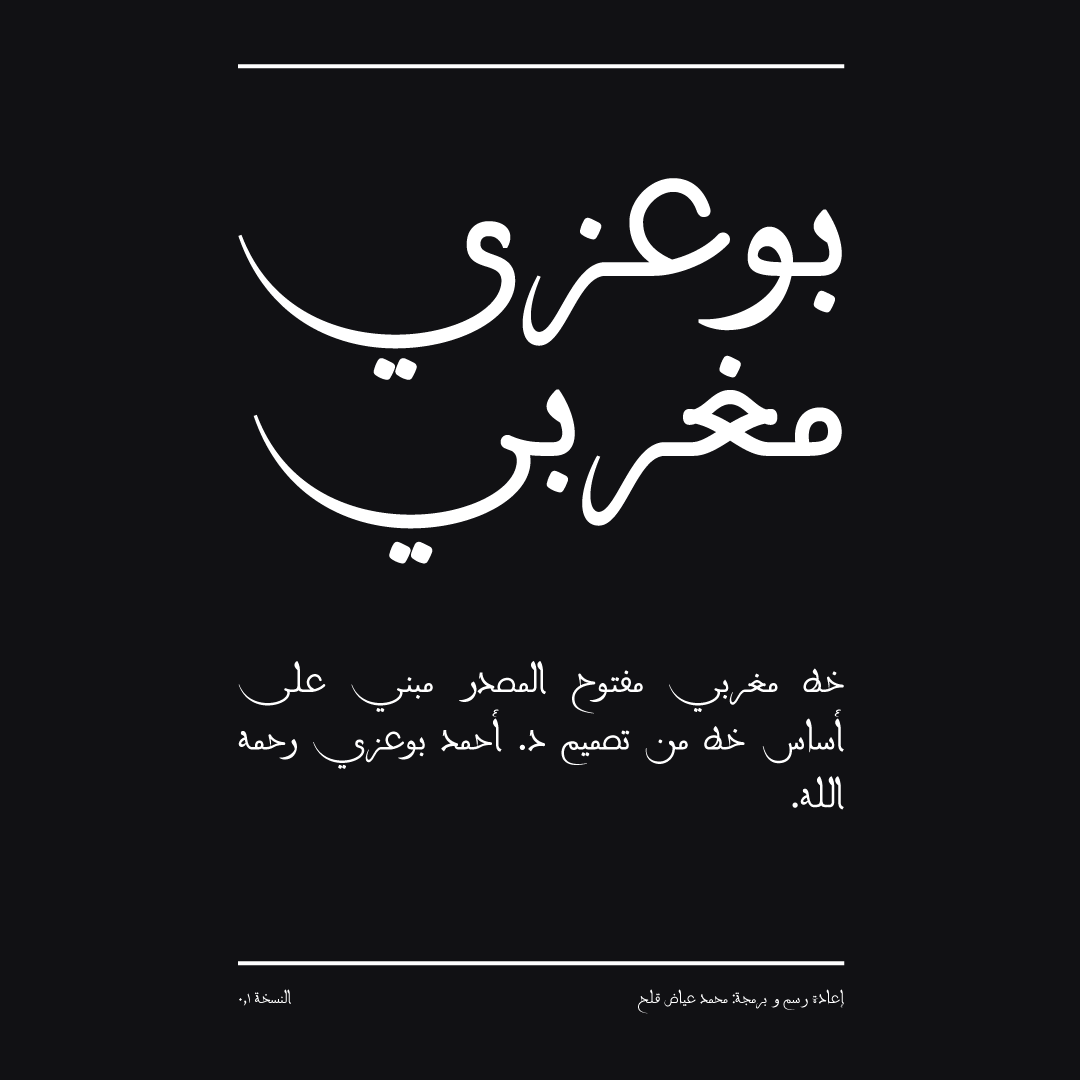 بوعزي
مغربي
خط مغربي مفتوح المصدر مبني على
أساس خط من تصميم د. أحمد بوعزي رحمه
الله.
إعادة رسم و برمجة: محمد عياض فلح
النسخة ٠,١